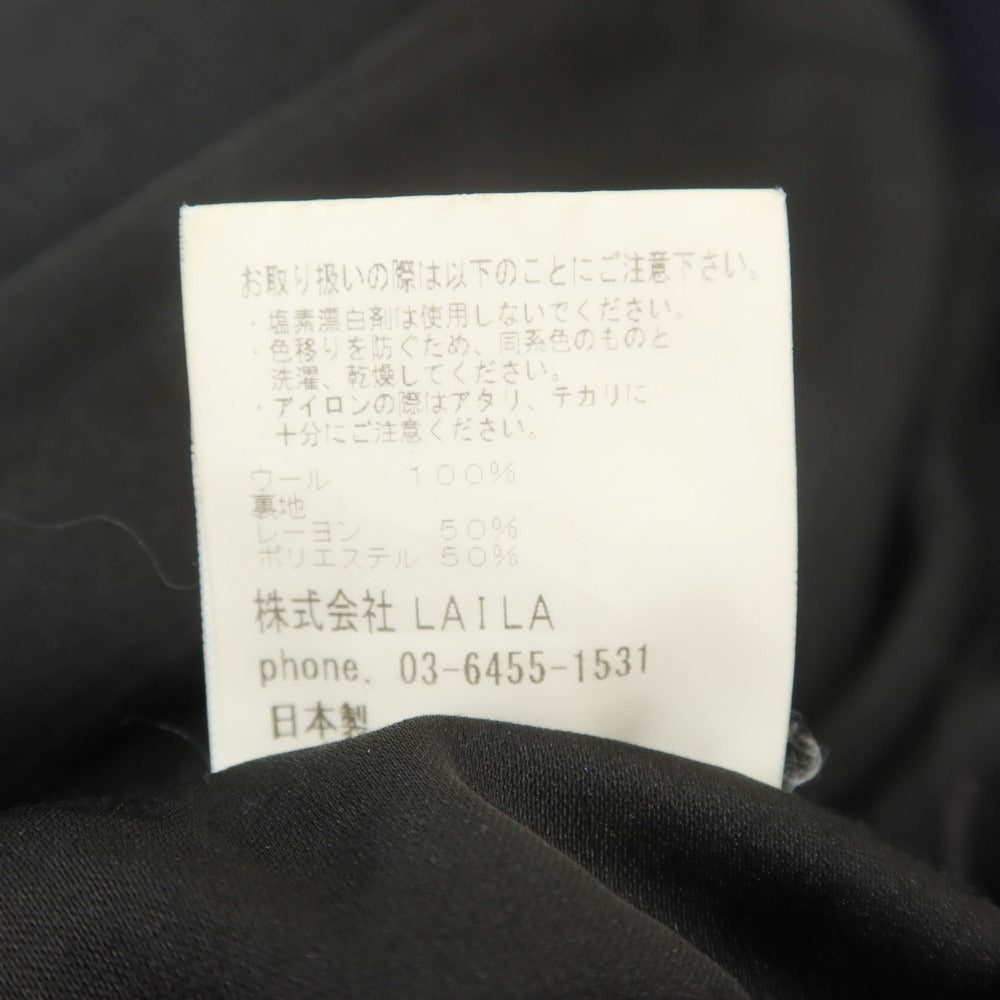 お取り扱いの際は以下のことにご注意下さい。
・塩素漂白剤は使用しないでください。
・色移りを防ぐため、同系色のものと
洗濯、乾燥してください。
・アイロンの際はアタリ、テカリに
十分にご注意ください。
ウール 100%
裏地
レーヨン 50%
ポリエステル 50%
株式会社 LAILA
phone. 03-6455-1531
日本製